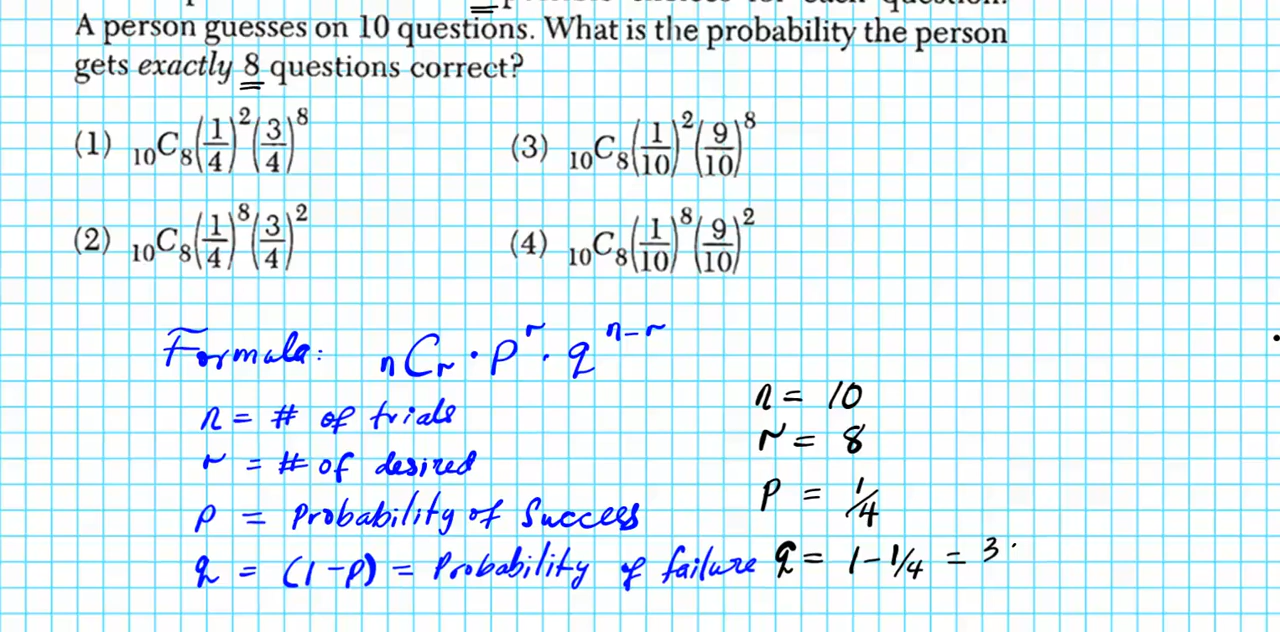 question.
A person guesses on 10 questions. What is the probability the person
gets exactly 8 questions correct?
(1) ₁₀C₈(1/4)²(3/4)⁸
(3) ₁₀C₈(1/10)²(9/10)⁸
(2) ₁₀C₈(1/4)⁸(3/4)²
(4) ₁₀C₈(1/10)⁸(9/10)²
Formula: nCr · pʳ · qⁿ⁻ʳ
n = # of trials
n = 10
r = # of desired
r = 8
p = Probability of Success
p = 1/4
q = (1-p) = Probability of failure
q = 1 - 1/4 = 3